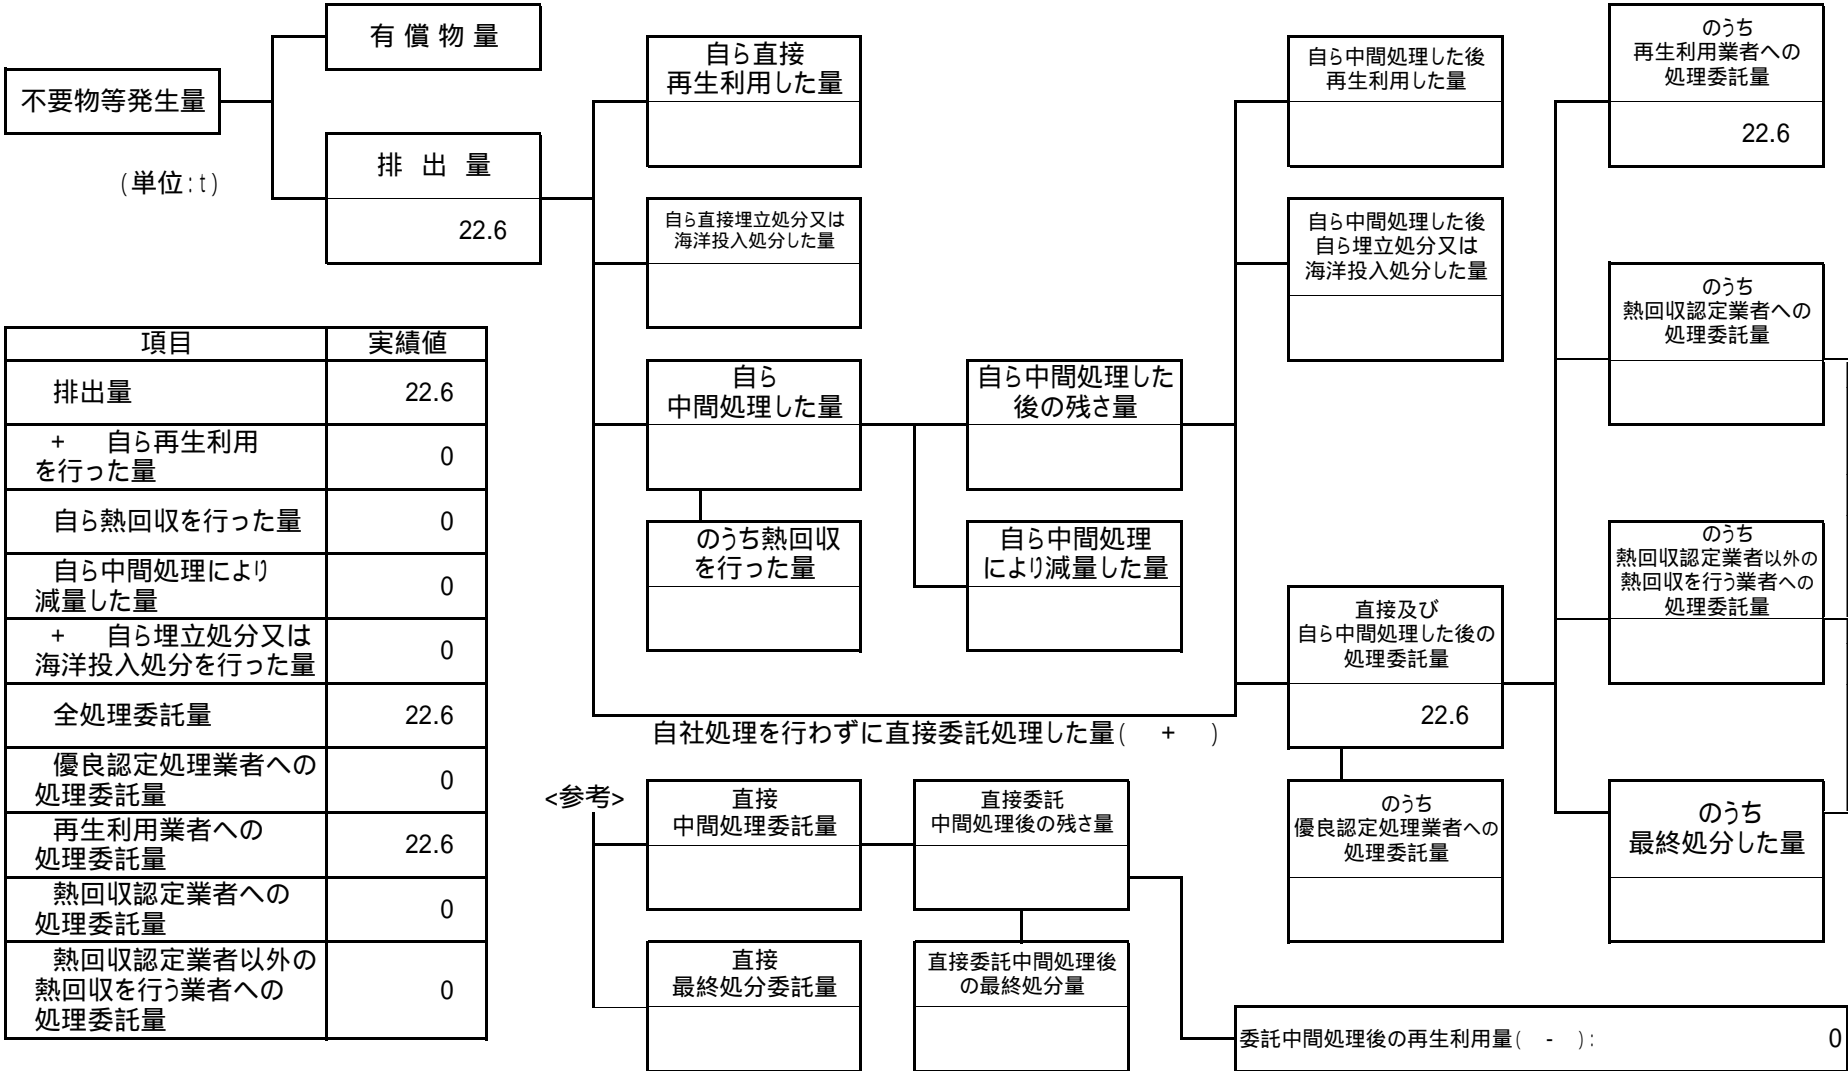 有 償 物 量
不要物等発生量
排 出 量
22.6
(単位:t)
自ら直接
再生利用した量
自ら直接埋立処分又は
海洋投入処分した量
自ら
中間処理した量
のうち熱回収
を行った量
自ら中間処理した
後の残さ量
自ら中間処理
により減量した量
自ら中間処理した後
再生利用した量
自ら中間処理した後
自ら埋立処分又は
海洋投入処分した量
直接及び
自ら中間処理した後の
処理委託量
22.6
のうち
優良認定処理業者への
処理委託量
のうち
再生利用業者への
処理委託量
22.6
のうち
熱回収認定業者への
処理委託量
のうち
熱回収認定業者以外の
熱回収を行う業者への
処理委託量
のうち
最終処分した量
自社処理を行わずに直接委託処理した量( + )
項目 実績値
排出量 22.6
+ 自ら再生利用
を行った量 0
自ら熱回収を行った量 0
自ら中間処理により
減量した量 0
+ 自ら埋立処分又は
海洋投入処分を行った量 0
全処理委託量 22.6
優良認定処理業者への
処理委託量 0
再生利用業者への
処理委託量 22.6
熱回収認定業者への
処理委託量 0
熱回収認定業者以外の
熱回収を行う業者への
処理委託量 0
<参考>
直接
中間処理委託量
直接委託
中間処理後の残さ量
直接
最終処分委託量
直接委託中間処理後
の最終処分量
委託中間処理後の再生利用量( - ): 0